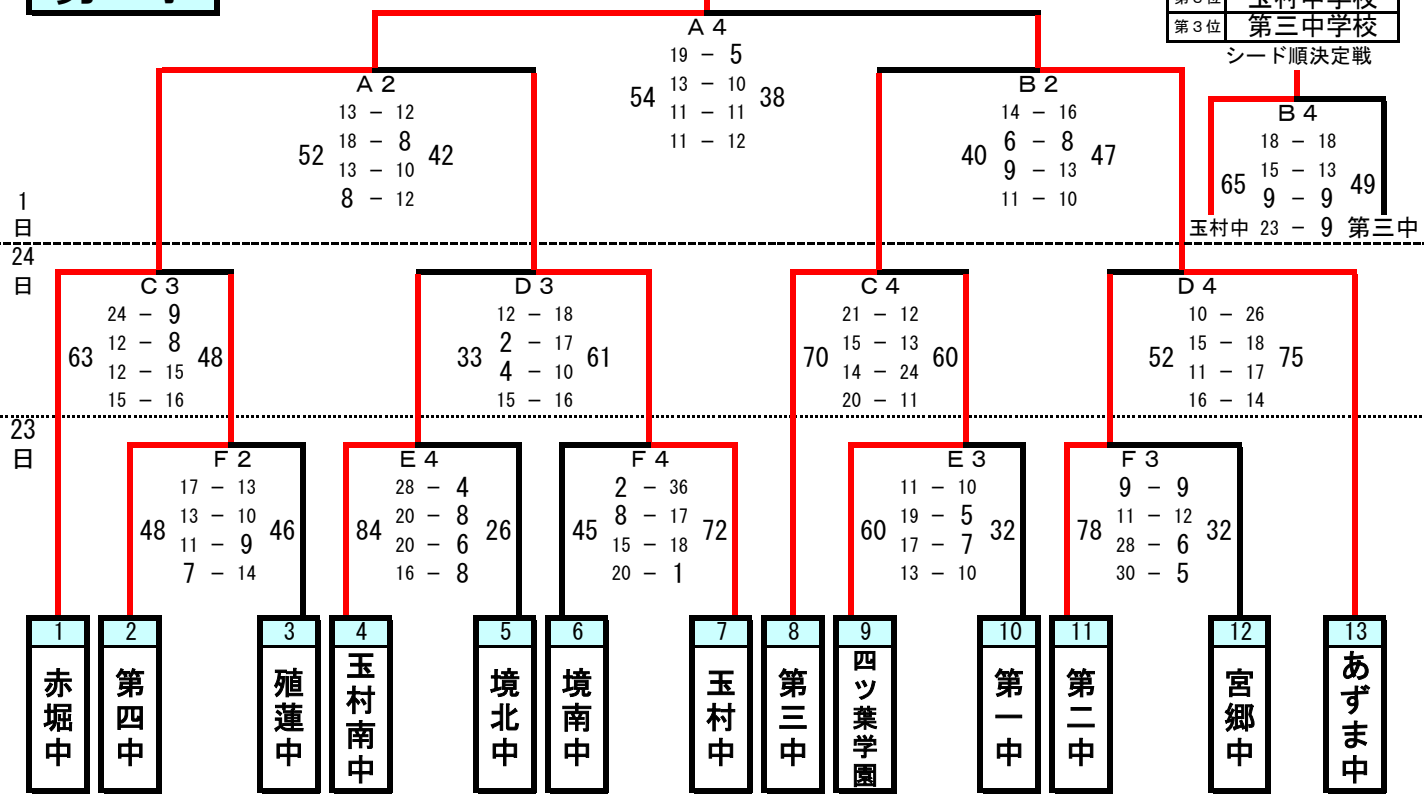 第３位 玉村中学校
第３位 第三中学校
シード順決定戦
Ａ４
19 － 5
13 － 10
11 － 11
11 － 12
54 38
Ａ２
13 － 12
18 － 8
13 － 10
8 － 12
52 42
Ｂ２
14 － 16
6 － 8
9 － 13
11 － 10
40 47
Ｂ４
18 － 18
15 － 13
9 － 9
23 － 9
65 49
玉村中 第三中
1
日
24
日
Ｃ３
24 － 9
12 － 8
12 － 15
15 － 16
63 48
Ｄ３
12 － 18
2 － 17
4 － 10
15 － 16
33 61
Ｃ４
21 － 12
15 － 13
14 － 24
20 － 11
70 60
Ｄ４
10 － 26
15 － 18
11 － 17
16 － 14
52 75
23
日
Ｆ２
17 － 13
13 － 10
11 － 9
7 － 14
48 46
Ｅ４
28 － 4
20 － 8
20 － 6
16 － 8
84 26
Ｆ４
2 － 36
8 － 17
15 － 18
20 － 1
45 72
Ｅ３
11 － 10
19 － 5
17 － 7
13 － 10
60 32
Ｆ３
9 － 9
11 － 12
28 － 6
30 － 5
78 32
1 2 3 4 5 6 7 8 9 10 11 12 13
赤堀中
第四中
殖蓮中
玉村南中
境北中
境南中
玉村中
第三中
四ツ葉学園
第一中
第二中
宮郷中
あずま中